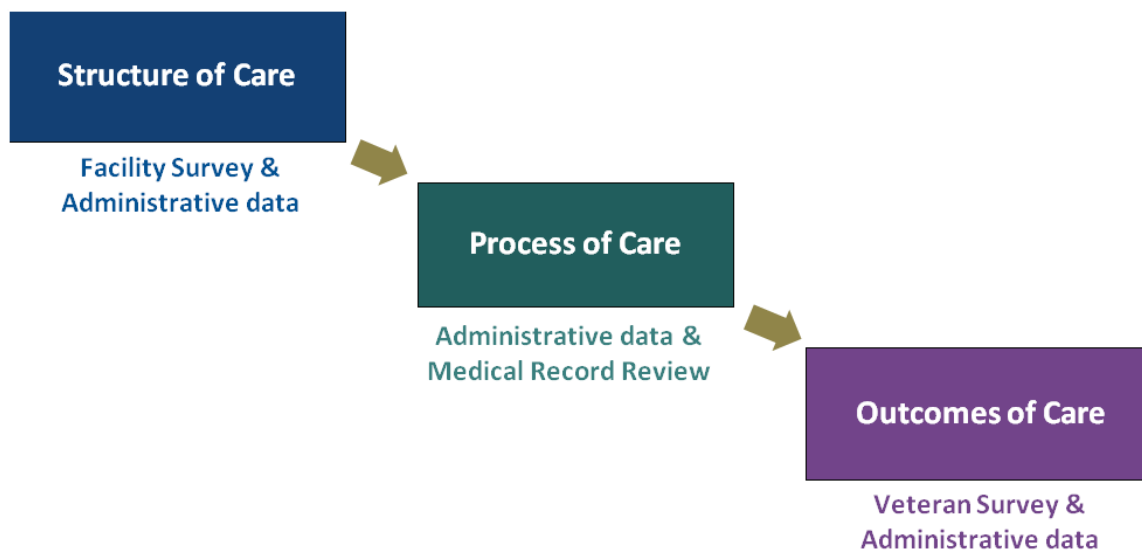 Structure of Care
Facility Survey &
Administrative data
Process of Care
Administrative data &
Medical Record Review
Outcomes of Care
Veteran Survey &
Administrative data